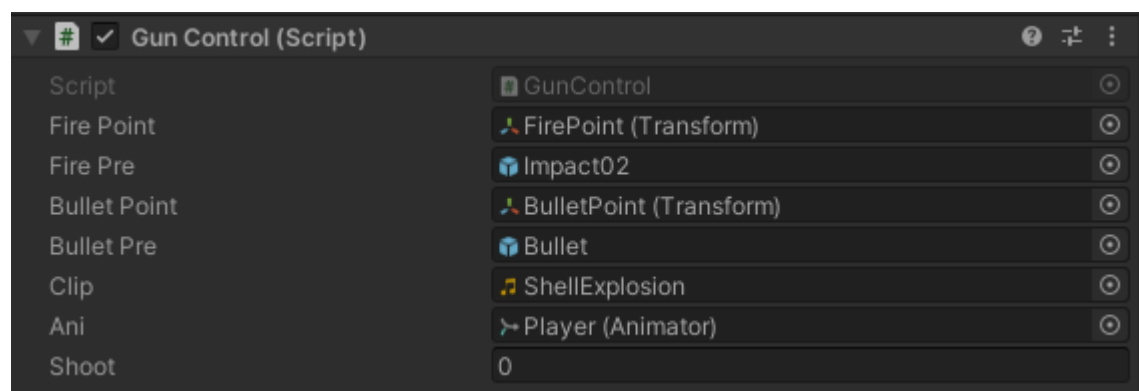 Gun Control (Script)
Script GunControl
Fire Point FirePoint (Transform)
Fire Pre Impact02
Bullet Point BulletPoint (Transform)
Bullet Pre Bullet
Clip ShellExplosion
Ani Player (Animator)
Shoot 0